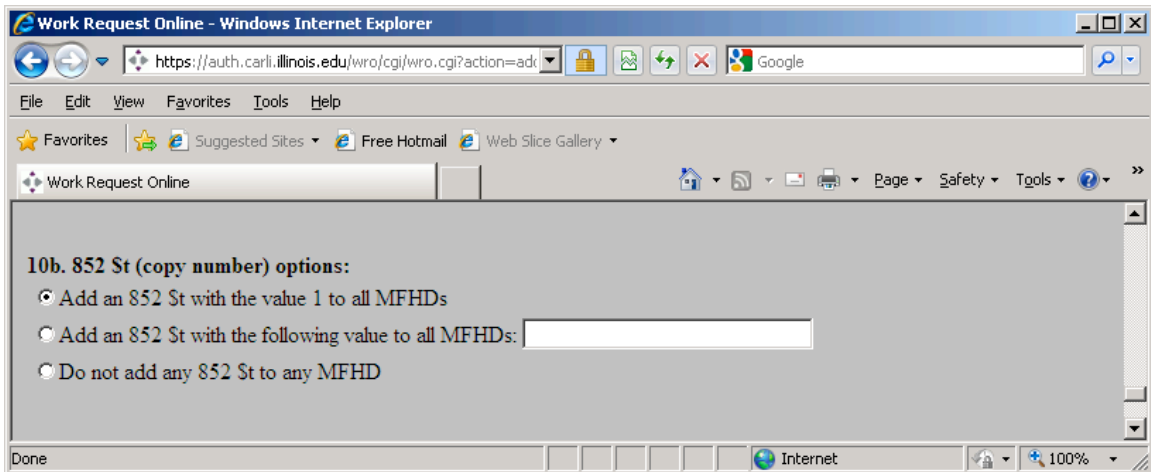 Work Request Online - Windows Internet Explorer
https://auth.carli.illinois.edu/wro/cgi/wro.cgi?action=adc
Google
File Edit View Favorites Tools Help
Favorites Suggested Sites Free Hotmail Web Slice Gallery
Work Request Online
Page Safety Tools »
10b. 852 $t (copy number) options:
Add an 852 $t with the value 1 to all MFHDs
Add an 852 $t with the following value to all MFHDs:
Do not add any 852 $t to any MFHD
Done Internet 100%